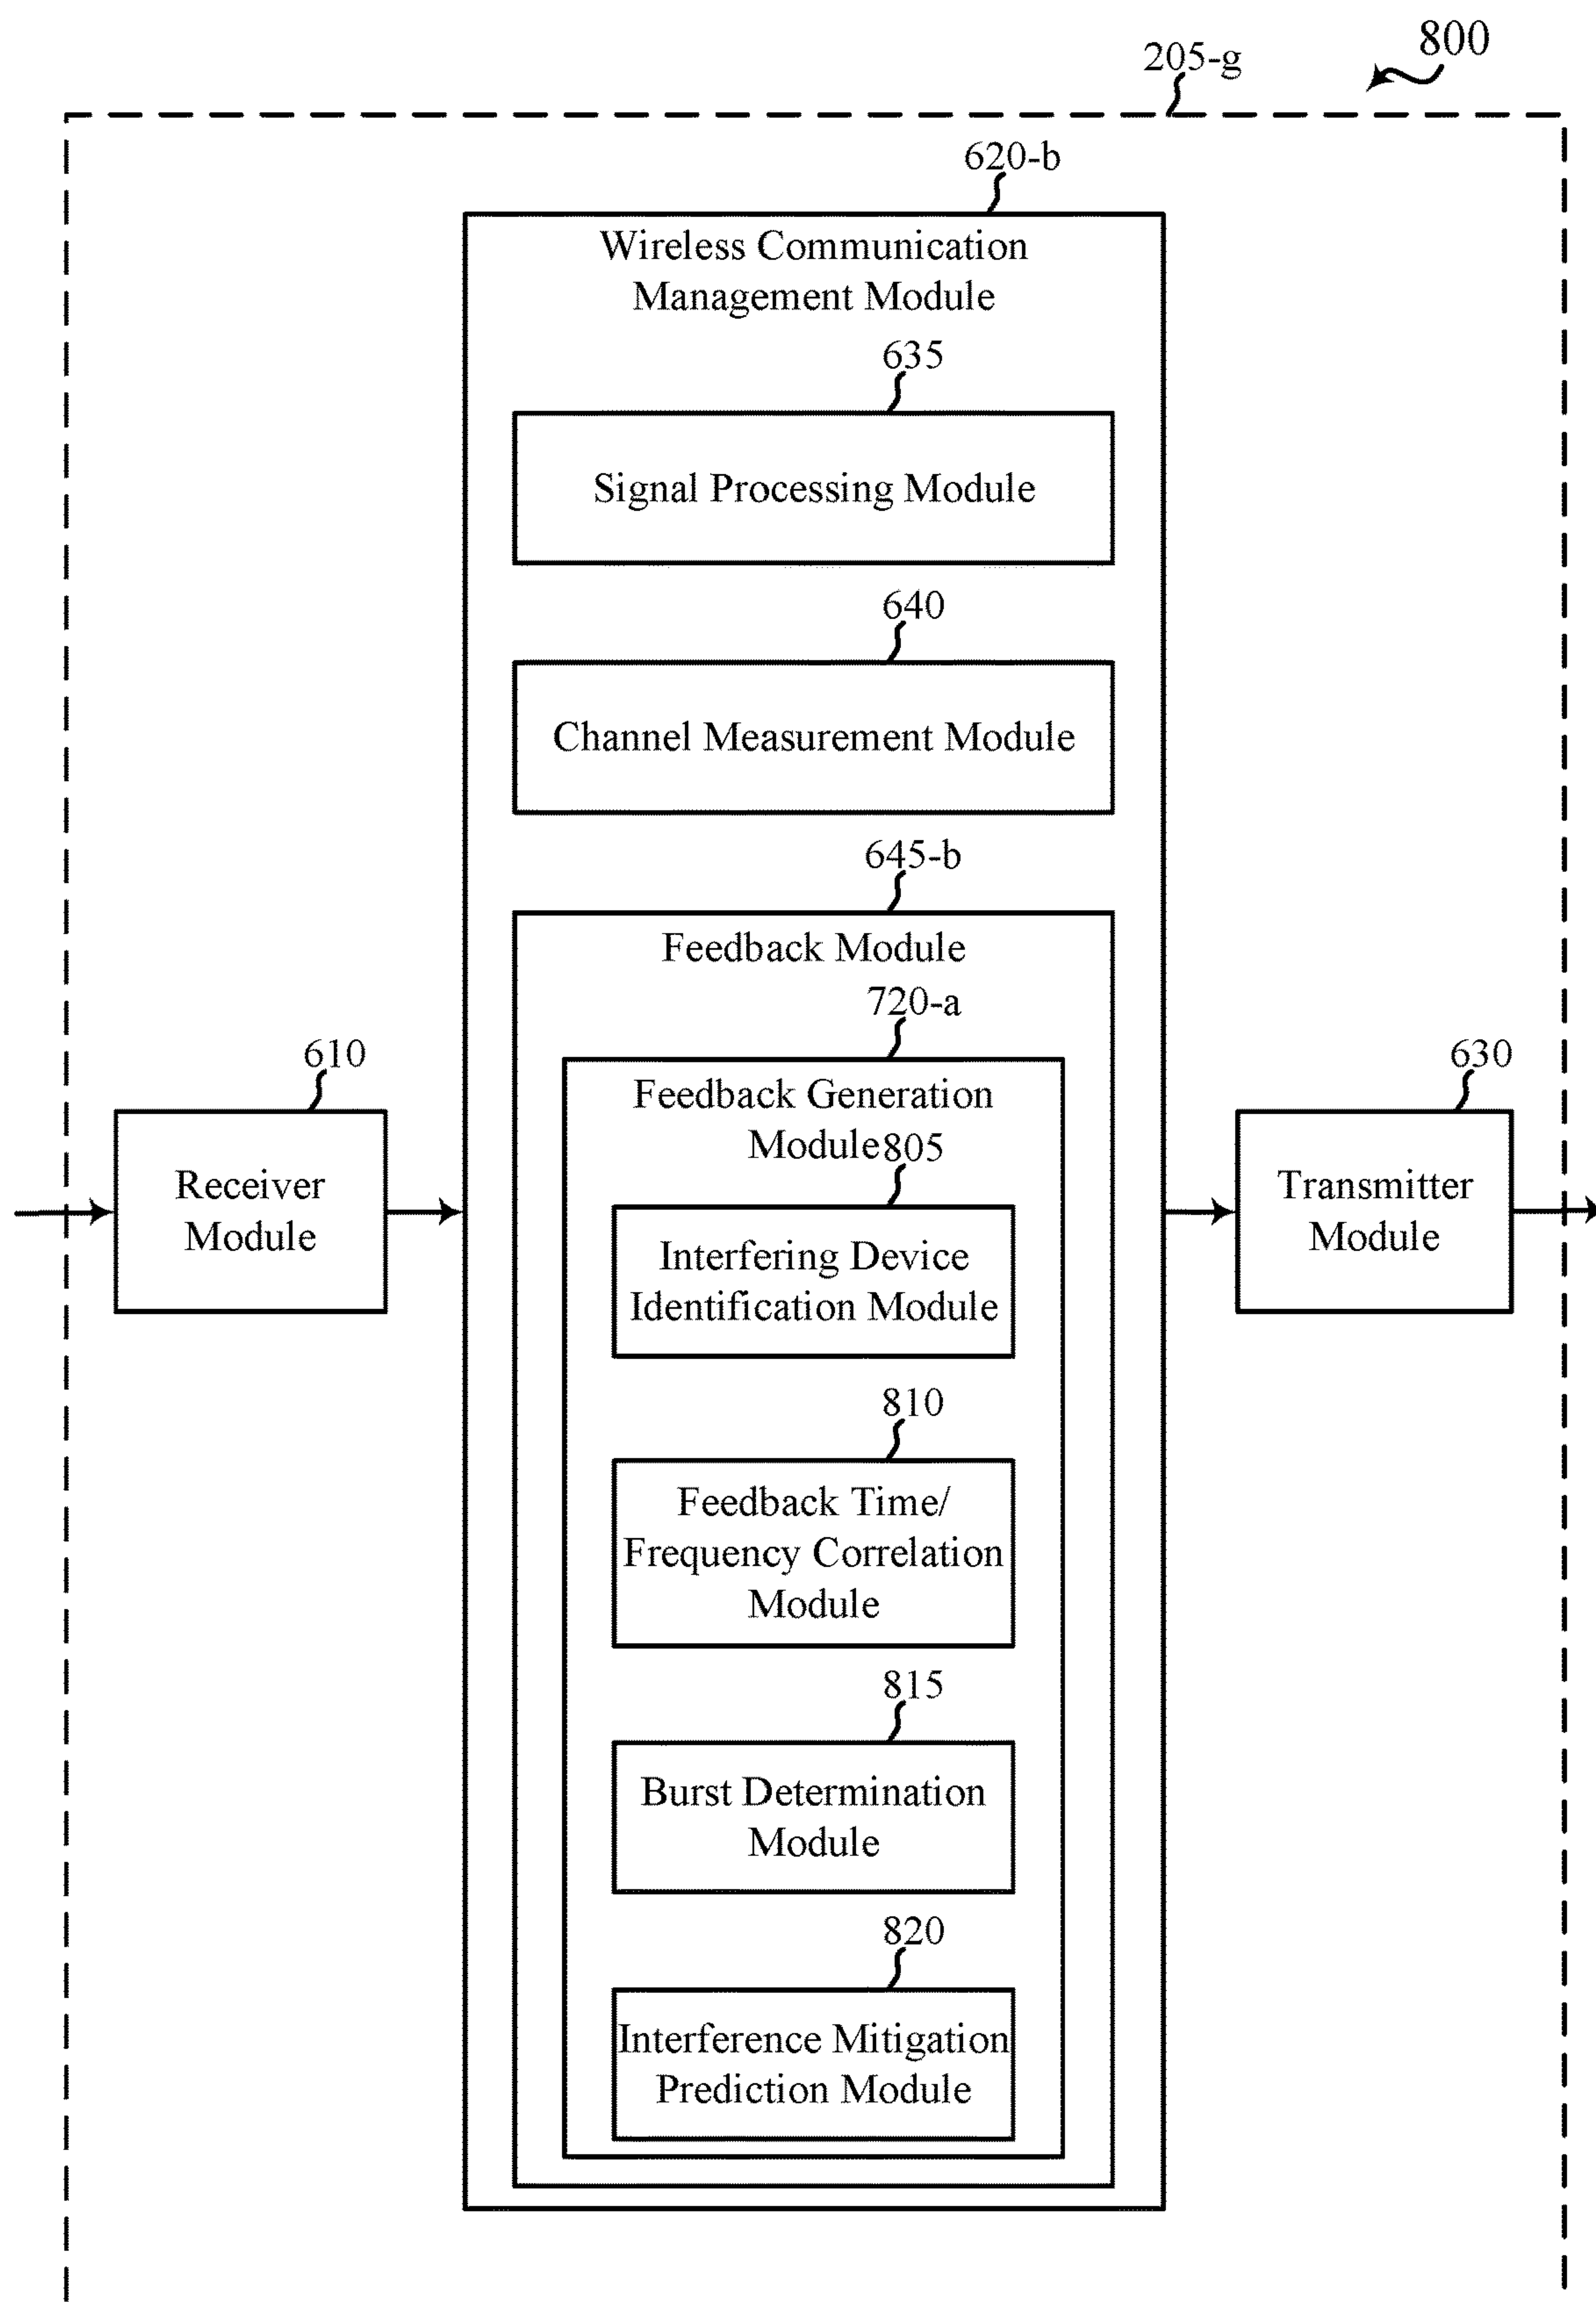 800
205-g
620-b
Wireless Communication
Management Module
635
Signal Processing Module
640
Channel Measurement Module
645-b
Feedback Module
720-a
Feedback Generation
Module
805
Interfering Device
Identification Module
810
Feedback Time/
Frequency Correlation
Module
815
Burst Determination
Module
820
Interference Mitigation
Prediction Module
610
Receiver
Module
630
Transmitter
Module